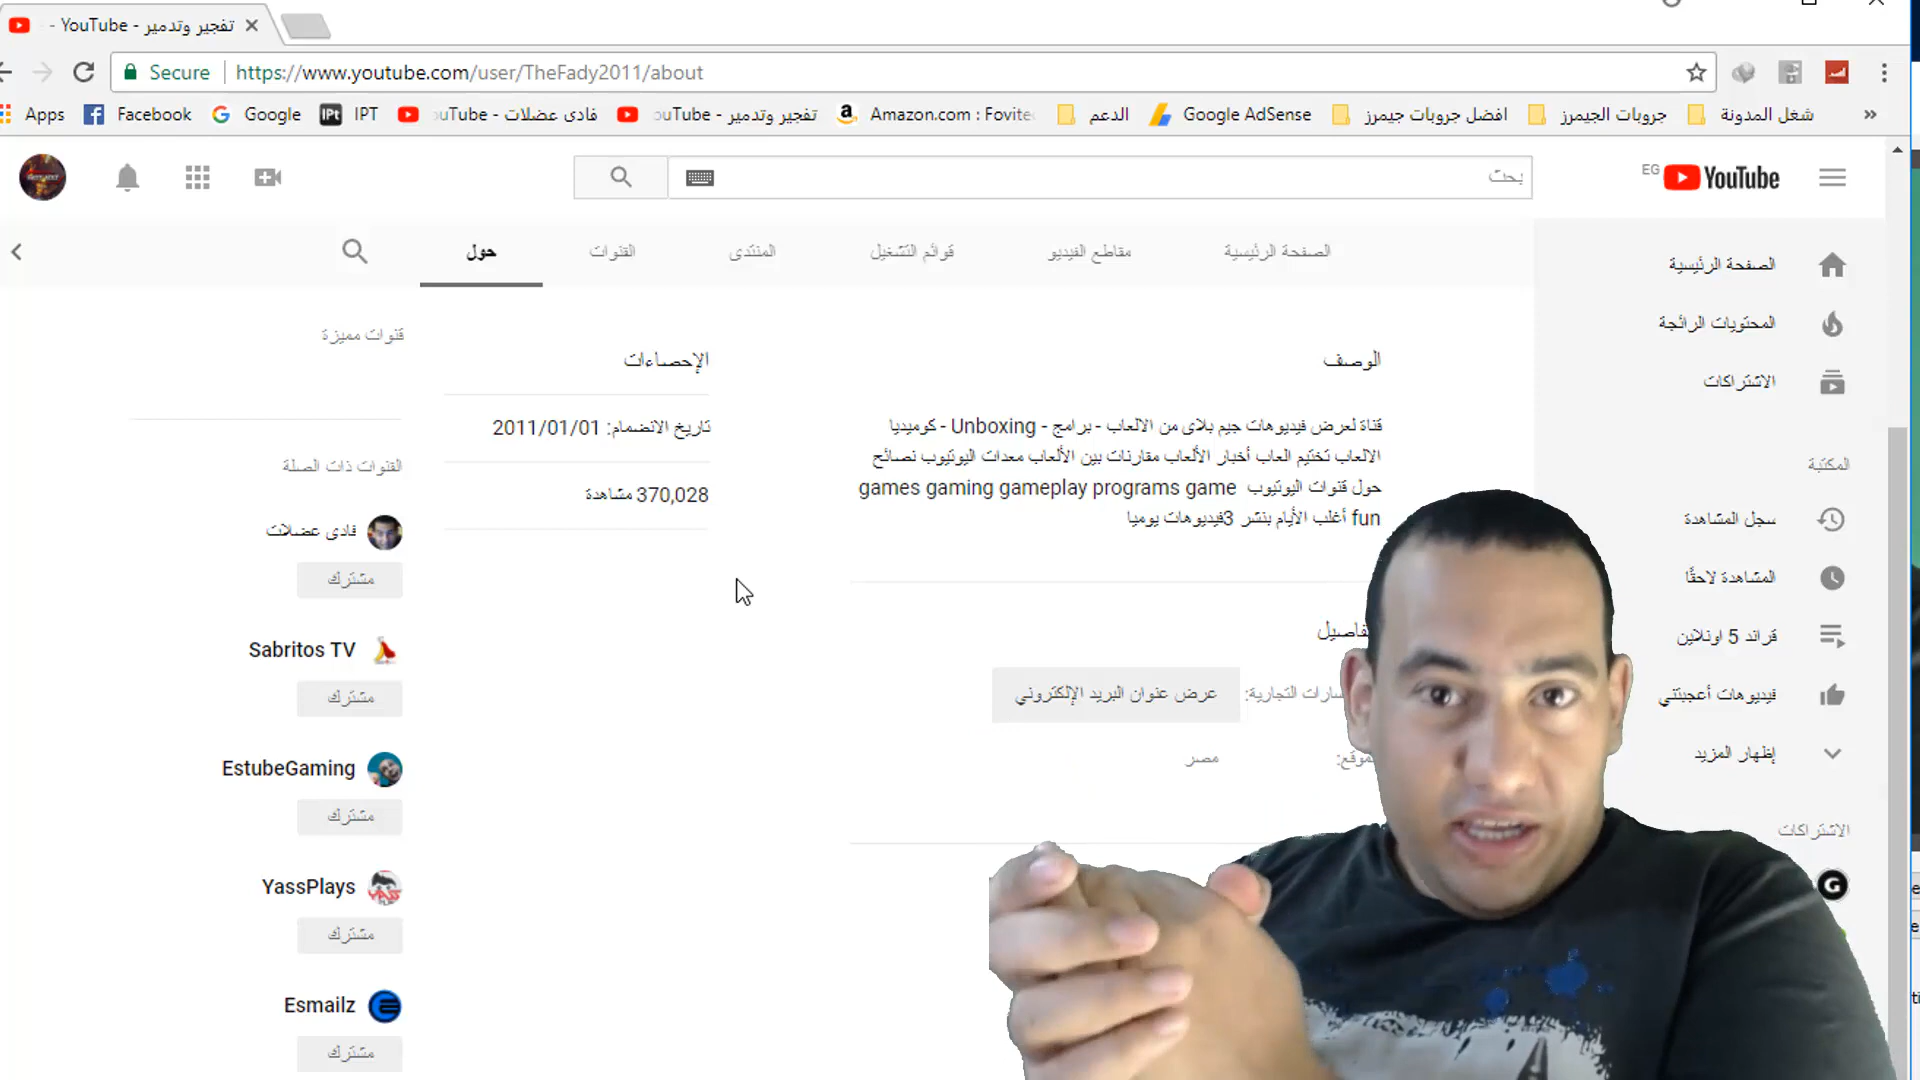 تفجير وتدمير - YouTube -
Secure https://www.youtube.com/user/TheFady2011/about
Apps Facebook Google IPT فادى عضلات - ouTube تفجير وتدمير - ouTube Amazon.com : Fovite الدعم Google AdSense افضل جروبات جيمرز جروبات الجيمرز شغل المدونة »
بحث
YouTube EG
الصفحة الرئيسية مقاطع الفيديو قوائم التشغيل المنتدى القنوات حول
الصفحة الرئيسية
المحتويات الرائجة
الاشتراكات
المكتبة
سجل المشاهدة
المشاهدة لاحقًا
قراند 5 اونلاين
فيديوهات أعجبتني
إظهار المزيد
الاشتراكات
الوصف
قناة لعرض فيديوهات جيم بلاى من الالعاب - برامج - Unboxing - كوميديا
الالعاب تختيم العاب أخبار الألعاب مقارنات بين الألعاب معدات اليوتيوب نصائح
حول قنوات اليوتيوب games gaming gameplay programs game
fun أغلب الأيام بنشر 3فيديوهات يوميا
فاصيل
سارات التجارية: عرض عنوان البريد الإلكتروني
موقع: مصر
الإحصاءات
تاريخ الانضمام: 2011/01/01
370,028 مشاهدة
قنوات مميزة
القنوات ذات الصلة
فادى عضلات
مشترك
Sabritos TV
مشترك
EstubeGaming
مشترك
YassPlays
مشترك
Esmailz
مشترك